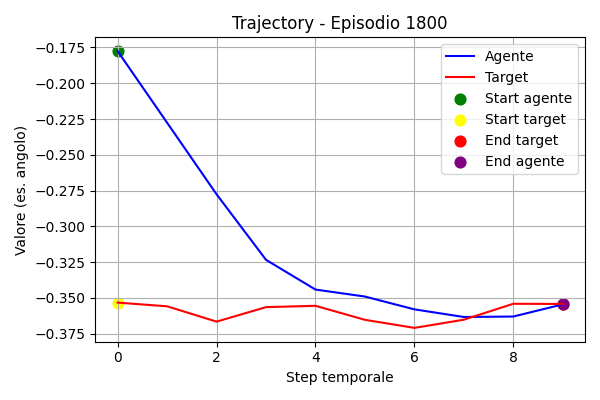 Trajectory - Episodio 1800
Valore (es. angolo)
−0.175
−0.200
−0.225
−0.250
−0.275
−0.300
−0.325
−0.350
−0.375
Agente
Target
Start agente
Start target
End target
End agente
0 2 4 6 8
Step temporale